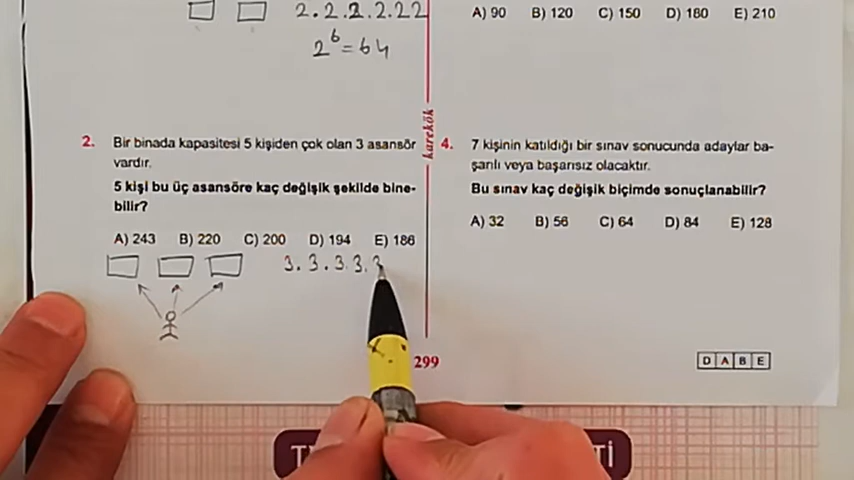 2.2.2.2.2.2
2⁶=64
2. Bir binada kapasitesi 5 kişiden çok olan 3 asansör
vardır.
5 kişi bu üç asansöre kaç değişik şekilde bine-
bilir?
A) 243 B) 220 C) 200 D) 194 E) 186
3.3.3.3.3
karekök
299
A) 90 B) 120 C) 150 D) 180 E) 210
4. 7 kişinin katıldığı bir sınav sonucunda adaylar ba-
şarılı veya başarısız olacaktır.
Bu sınav kaç değişik biçimde sonuçlanabilir?
A) 32 B) 56 C) 64 D) 84 E) 128
D A B E